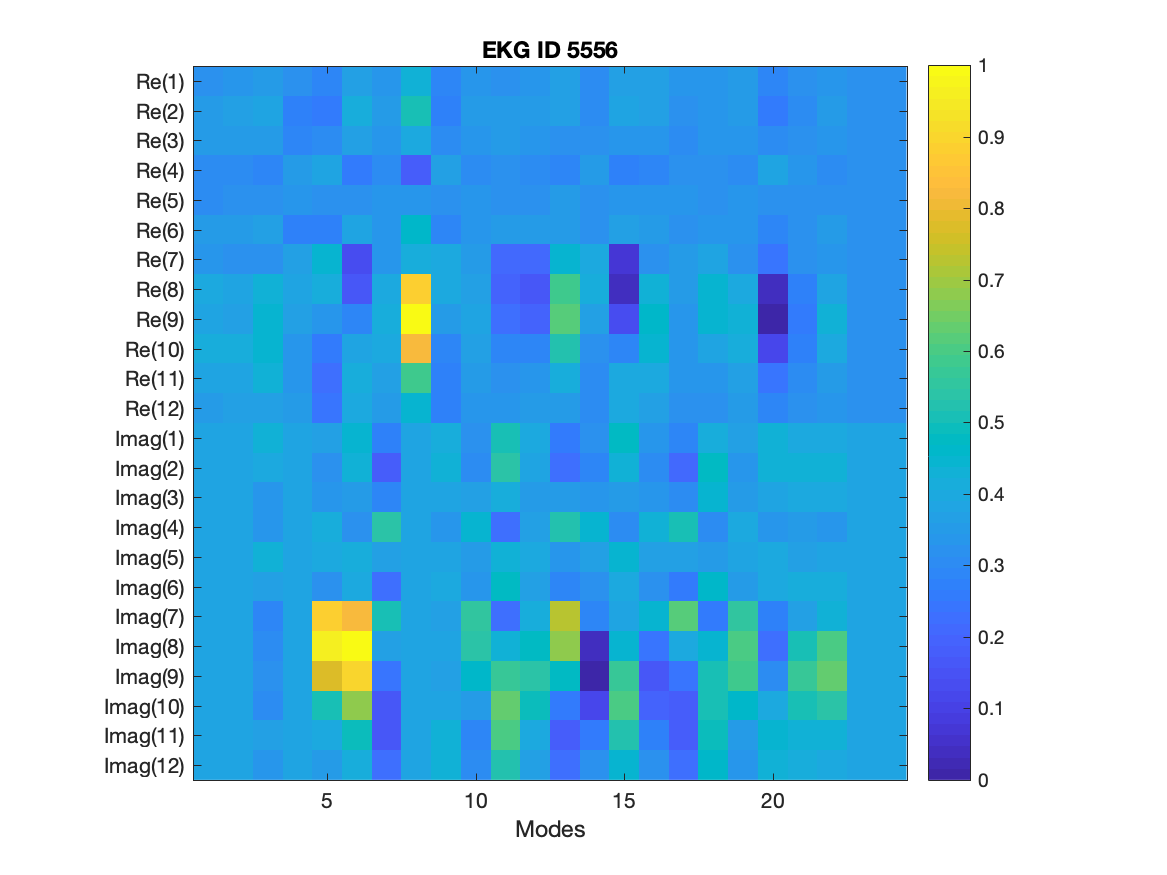 EKG ID 5556
Re(1)
Re(2)
Re(3)
Re(4)
Re(5)
Re(6)
Re(7)
Re(8)
Re(9)
Re(10)
Re(11)
Re(12)
Imag(1)
Imag(2)
Imag(3)
Imag(4)
Imag(5)
Imag(6)
Imag(7)
Imag(8)
Imag(9)
Imag(10)
Imag(11)
Imag(12)
5 10 15 20
Modes
1
0.9
0.8
0.7
0.6
0.5
0.4
0.3
0.2
0.1
0